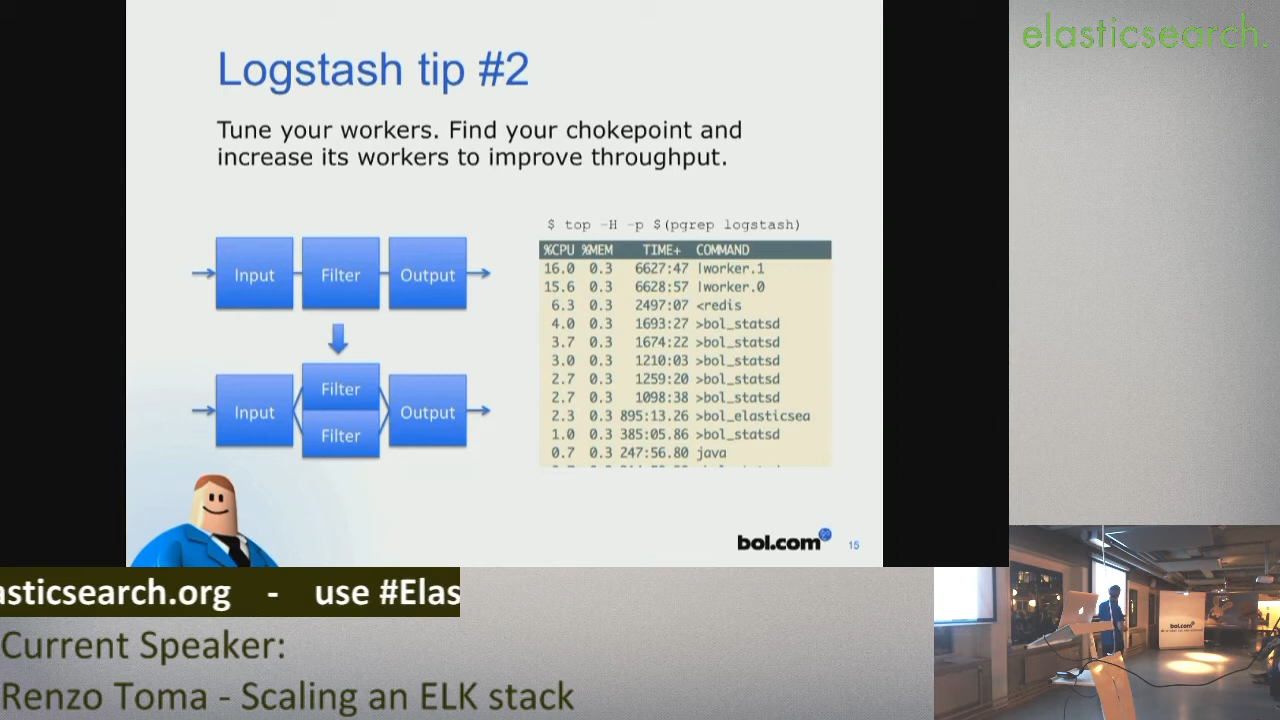 elasticsearch.
Logstash tip #2
Tune your workers. Find your chokepoint and
increase its workers to improve throughput.
$ top -H -p $(pgrep logstash)
Input Filter Output
Input Filter Output
Filter
%CPU %MEM TIME+ COMMAND
16.0 0.3 6627:47 |worker.1
15.6 0.3 6628:57 |worker.0
6.3 0.3 2497:07 <redis
4.0 0.3 1693:27 >bol_statsd
3.7 0.3 1674:22 >bol_statsd
3.0 0.3 1210:03 >bol_statsd
2.7 0.3 1259:20 >bol_statsd
2.7 0.3 1098:38 >bol_statsd
2.3 0.3 895:13.26 >bol_elasticsea
1.0 0.3 385:05.86 >bol_statsd
0.7 0.3 247:56.80 java
bol.com 15
asticsearch.org - use #Elas
Current Speaker:
Renzo Toma - Scaling an ELK stack
bol.com